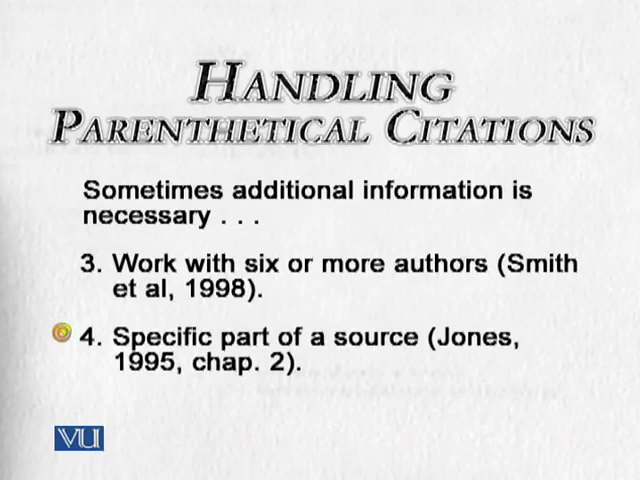 HANDLING
PARENTHETICAL CITATIONS
Sometimes additional information is
necessary . . .
3. Work with six or more authors (Smith
et al, 1998).
4. Specific part of a source (Jones,
1995, chap. 2).
VU